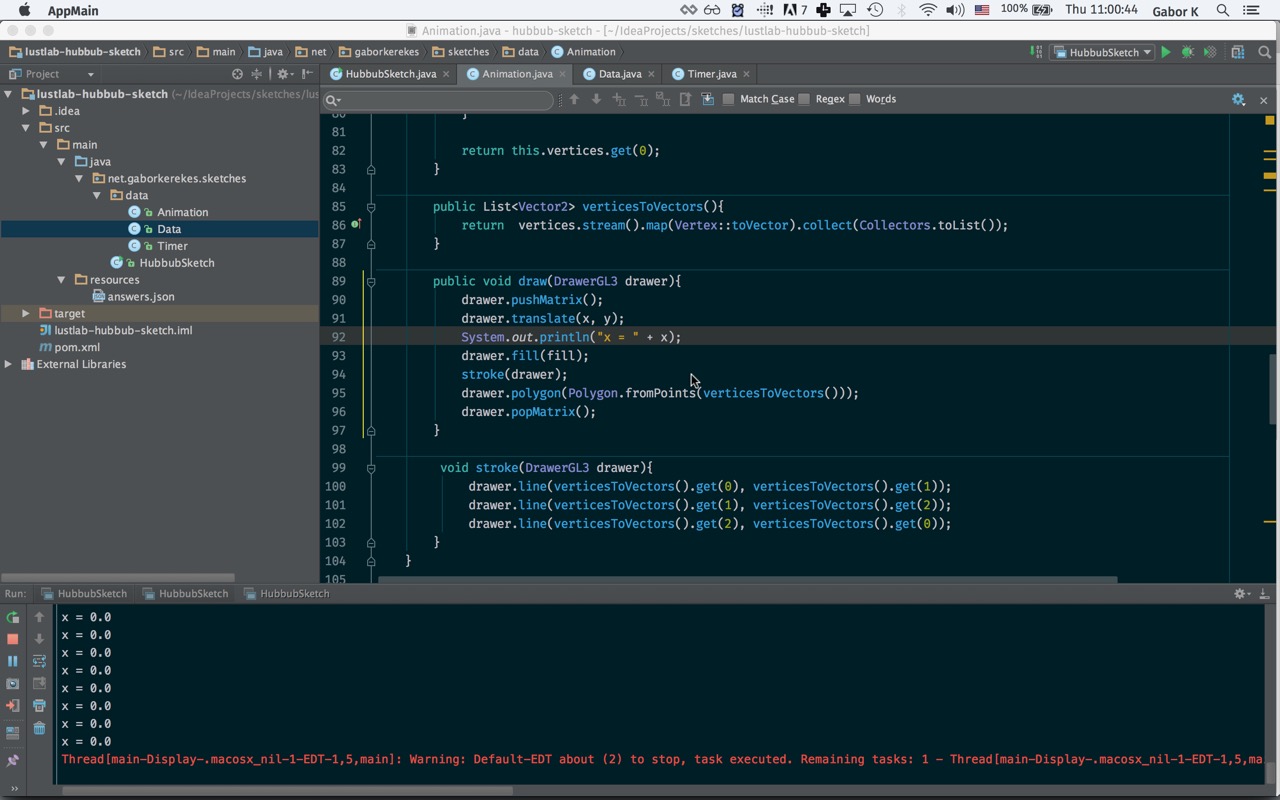 AppMain
7
100%
Thu 11:00:44
Gabor K
Animation.java - hubbub-sketch - [~/IdeaProjects/sketches/lustlab-hubbub-sketch]
lustlab-hubbub-sketch
src
main
java
net
gaborkerekes
sketches
data
Animation
HubbubSketch
Project
HubbubSketch.java
Animation.java
Data.java
Timer.java
lustlab-hubbub-sketch (~/IdeaProjects/sketches/lus
.idea
src
main
java
net.gaborkerekes.sketches
data
Animation
Data
Timer
HubbubSketch
resources
answers.json
target
lustlab-hubbub-sketch.iml
pom.xml
External Libraries
Match Case
Regex
Words
80 }
81
82 return this.vertices.get(0);
83 }
84
85 public List<Vector2> verticesToVectors(){
86 return  vertices.stream().map(Vertex::toVector).collect(Collectors.toList());
87 }
88
89 public void draw(DrawerGL3 drawer){
90 drawer.pushMatrix();
91 drawer.translate(x, y);
92 System.out.println("x = " + x);
93 drawer.fill(fill);
94 stroke(drawer);
95 drawer.polygon(Polygon.fromPoints(verticesToVectors()));
96 drawer.popMatrix();
97 }
98
99 void stroke(DrawerGL3 drawer){
100 drawer.line(verticesToVectors().get(0), verticesToVectors().get(1));
101 drawer.line(verticesToVectors().get(1), verticesToVectors().get(2));
102 drawer.line(verticesToVectors().get(2), verticesToVectors().get(0));
103 }
104 }
105
Run:
HubbubSketch
HubbubSketch
HubbubSketch
x = 0.0
x = 0.0
x = 0.0
x = 0.0
x = 0.0
x = 0.0
x = 0.0
x = 0.0
Thread[main-Display-.macosx_nil-1-EDT-1,5,main]: Warning: Default-EDT about (2) to stop, task executed. Remaining tasks: 1 - Thread[main-Display-.macosx_nil-1-EDT-1,5,ma